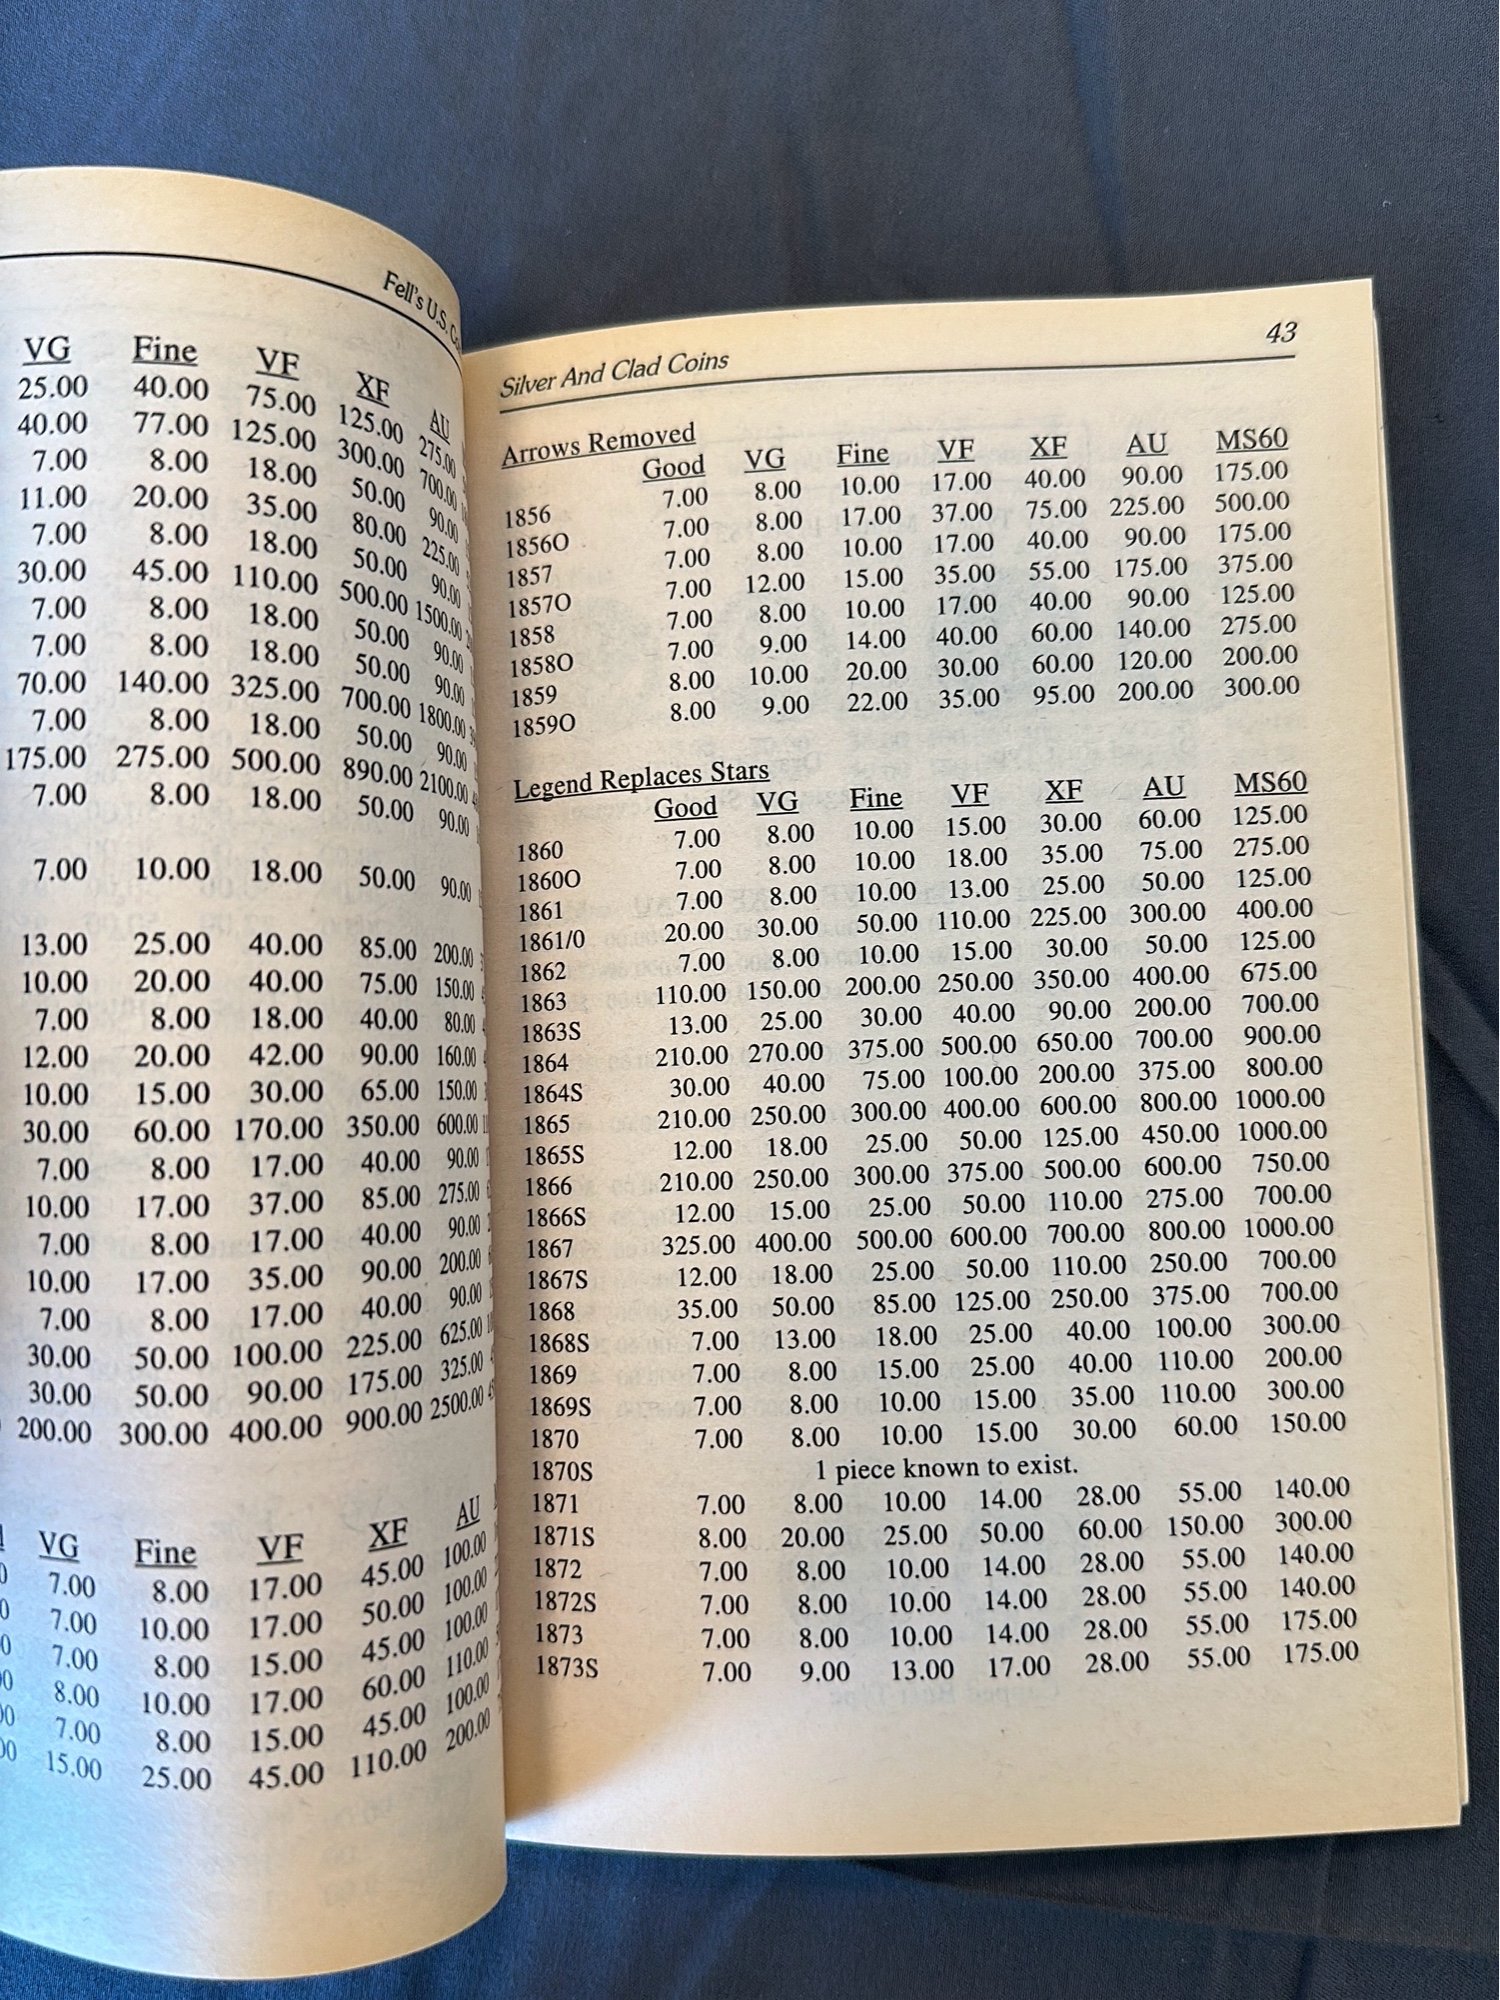 Fell's U.S.
VG Fine VF XF AU
25.00 40.00 75.00 125.00 275.00
40.00 77.00 125.00 300.00 700.00
7.00 8.00 18.00 50.00 90.00
11.00 20.00 35.00 80.00 225.00
7.00 8.00 18.00 50.00 90.00
30.00 45.00 110.00 500.00 1500.00
7.00 8.00 18.00 50.00 90.00
7.00 8.00 18.00 50.00 90.00
70.00 140.00 325.00 700.00 1800.00
7.00 8.00 18.00 50.00 90.00
175.00 275.00 500.00 890.00 2100.00
7.00 8.00 18.00 50.00 90.00
7.00 10.00 18.00 50.00 90.00
13.00 25.00 40.00 85.00 200.00
10.00 20.00 40.00 75.00 150.00
7.00 8.00 18.00 40.00 80.00
12.00 20.00 42.00 90.00 160.00
10.00 15.00 30.00 65.00 150.00
30.00 60.00 170.00 350.00 600.00
7.00 8.00 17.00 40.00 90.00
10.00 17.00 37.00 85.00 275.00
7.00 8.00 17.00 40.00 90.00
10.00 17.00 35.00 90.00 200.00
7.00 8.00 17.00 40.00 90.00
30.00 50.00 100.00 225.00 625.00
30.00 50.00 90.00 175.00 325.00
200.00 300.00 400.00 900.00 2500.00
VG Fine VF XF AU
7.00 8.00 17.00 45.00 100.00
7.00 10.00 17.00 50.00 100.00
7.00 8.00 15.00 45.00 100.00
8.00 10.00 17.00 60.00 110.00
7.00 8.00 15.00 45.00 100.00
15.00 25.00 45.00 110.00 200.00
Silver And Clad Coins 43
Arrows Removed
Good VG Fine VF XF AU MS60
1856 7.00 8.00 10.00 17.00 40.00 90.00 175.00
1856O 7.00 8.00 17.00 37.00 75.00 225.00 500.00
1857 7.00 8.00 10.00 17.00 40.00 90.00 175.00
1857O 7.00 12.00 15.00 35.00 55.00 175.00 375.00
1858 7.00 8.00 10.00 17.00 40.00 90.00 125.00
1858O 7.00 9.00 14.00 40.00 60.00 140.00 275.00
1859 8.00 10.00 20.00 30.00 60.00 120.00 200.00
1859O 8.00 9.00 22.00 35.00 95.00 200.00 300.00
Legend Replaces Stars
Good VG Fine VF XF AU MS60
1860 7.00 8.00 10.00 15.00 30.00 60.00 125.00
1860O 7.00 8.00 10.00 18.00 35.00 75.00 275.00
1861 7.00 8.00 10.00 13.00 25.00 50.00 125.00
1861/0 20.00 30.00 50.00 110.00 225.00 300.00 400.00
1862 7.00 8.00 10.00 15.00 30.00 50.00 125.00
1863 110.00 150.00 200.00 250.00 350.00 400.00 675.00
1863S 13.00 25.00 30.00 40.00 90.00 200.00 700.00
1864 210.00 270.00 375.00 500.00 650.00 700.00 900.00
1864S 30.00 40.00 75.00 100.00 200.00 375.00 800.00
1865 210.00 250.00 300.00 400.00 600.00 800.00 1000.00
1865S 12.00 18.00 25.00 50.00 125.00 450.00 1000.00
1866 210.00 250.00 300.00 375.00 500.00 600.00 750.00
1866S 12.00 15.00 25.00 50.00 110.00 275.00 700.00
1867 325.00 400.00 500.00 600.00 700.00 800.00 1000.00
1867S 12.00 18.00 25.00 50.00 110.00 250.00 700.00
1868 35.00 50.00 85.00 125.00 250.00 375.00 700.00
1868S 7.00 13.00 18.00 25.00 40.00 100.00 300.00
1869 7.00 8.00 15.00 25.00 40.00 110.00 200.00
1869S 7.00 8.00 10.00 15.00 35.00 110.00 300.00
1870 7.00 8.00 10.00 15.00 30.00 60.00 150.00
1870S 1 piece known to exist.
1871 7.00 8.00 10.00 14.00 28.00 55.00 140.00
1871S 8.00 20.00 25.00 50.00 60.00 150.00 300.00
1872 7.00 8.00 10.00 14.00 28.00 55.00 140.00
1872S 7.00 8.00 10.00 14.00 28.00 55.00 140.00
1873 7.00 8.00 10.00 14.00 28.00 55.00 175.00
1873S 7.00 9.00 13.00 17.00 28.00 55.00 175.00